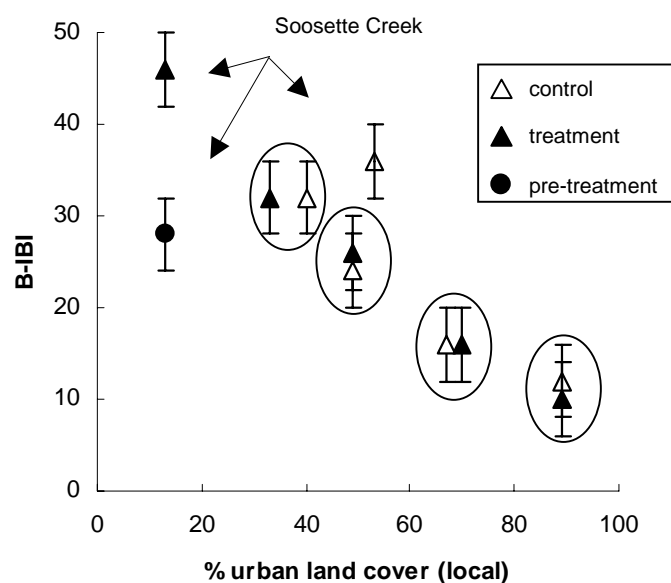 Soosette Creek
control
treatment
pre-treatment
B-IBI
50
40
30
20
10
0
0 20 40 60 80 100
% urban land cover (local)